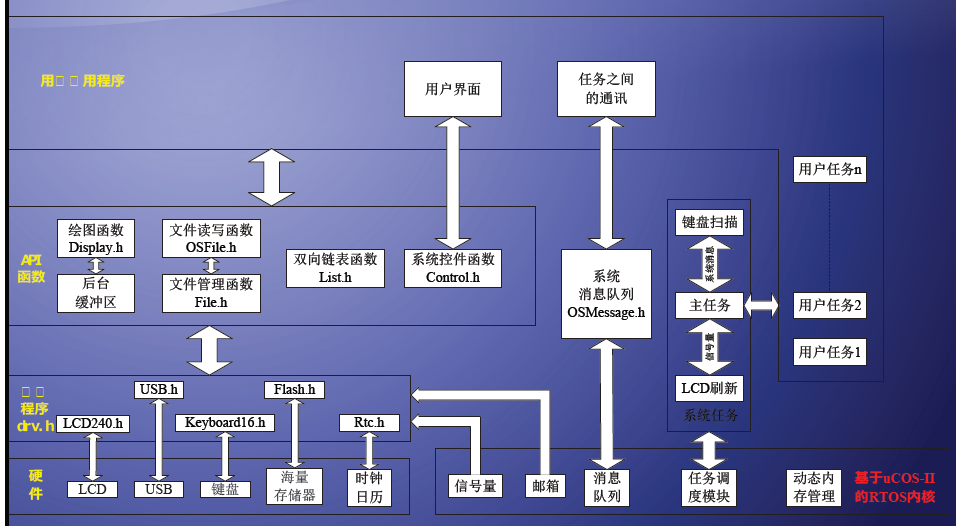 用□□用程序
用户界面
任务之间
的通讯
用户任务n
API
函数
绘图函数
Display.h
后台
缓冲区
文件读写函数
OSFile.h
文件管理函数
File.h
双向链表函数
List.h
系统控件函数
Control.h
系统
消息队列
OSMessage.h
键盘扫描
系统消息
主任务
信号量
LCD刷新
系统任务
用户任务2
用户任务1
□□
程序
drv.h
USB.h
Flash.h
LCD240.h
Keyboard16.h
Rtc.h
硬
件
LCD
USB
键盘
海量
存储器
时钟
日历
信号量
邮箱
消息
队列
任务调
度模块
动态内
存管理
基于uCOS-II
的RTOS内核